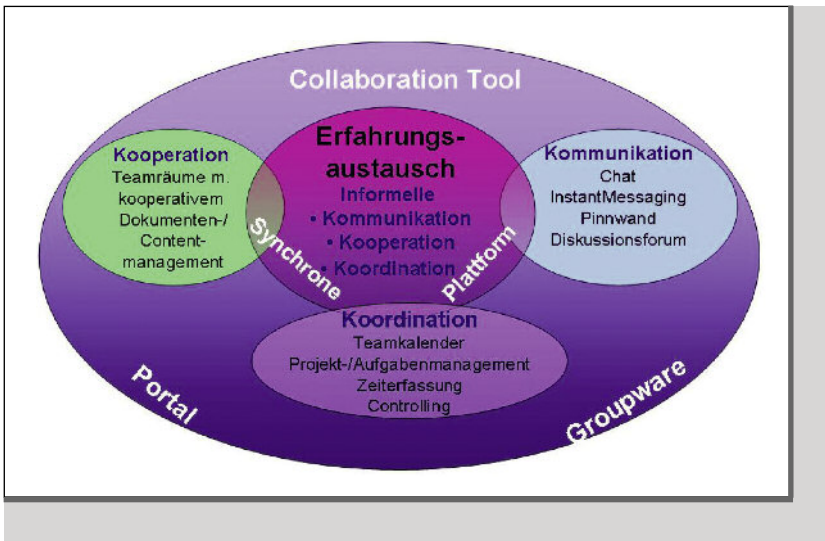 Collaboration Tool
Erfahrungs-
austausch
Informelle
• Kommunikation
• Kooperation
• Koordination
Kooperation
Teamräume m.
kooperativem
Dokumenten-/
Content-
management
Kommunikation
Chat
InstantMessaging
Pinnwand
Diskussionsforum
Synchrone
Plattform
Koordination
Teamkalender
Projekt-/Aufgabenmanagement
Zeiterfassung
Controlling
Portal
Groupware